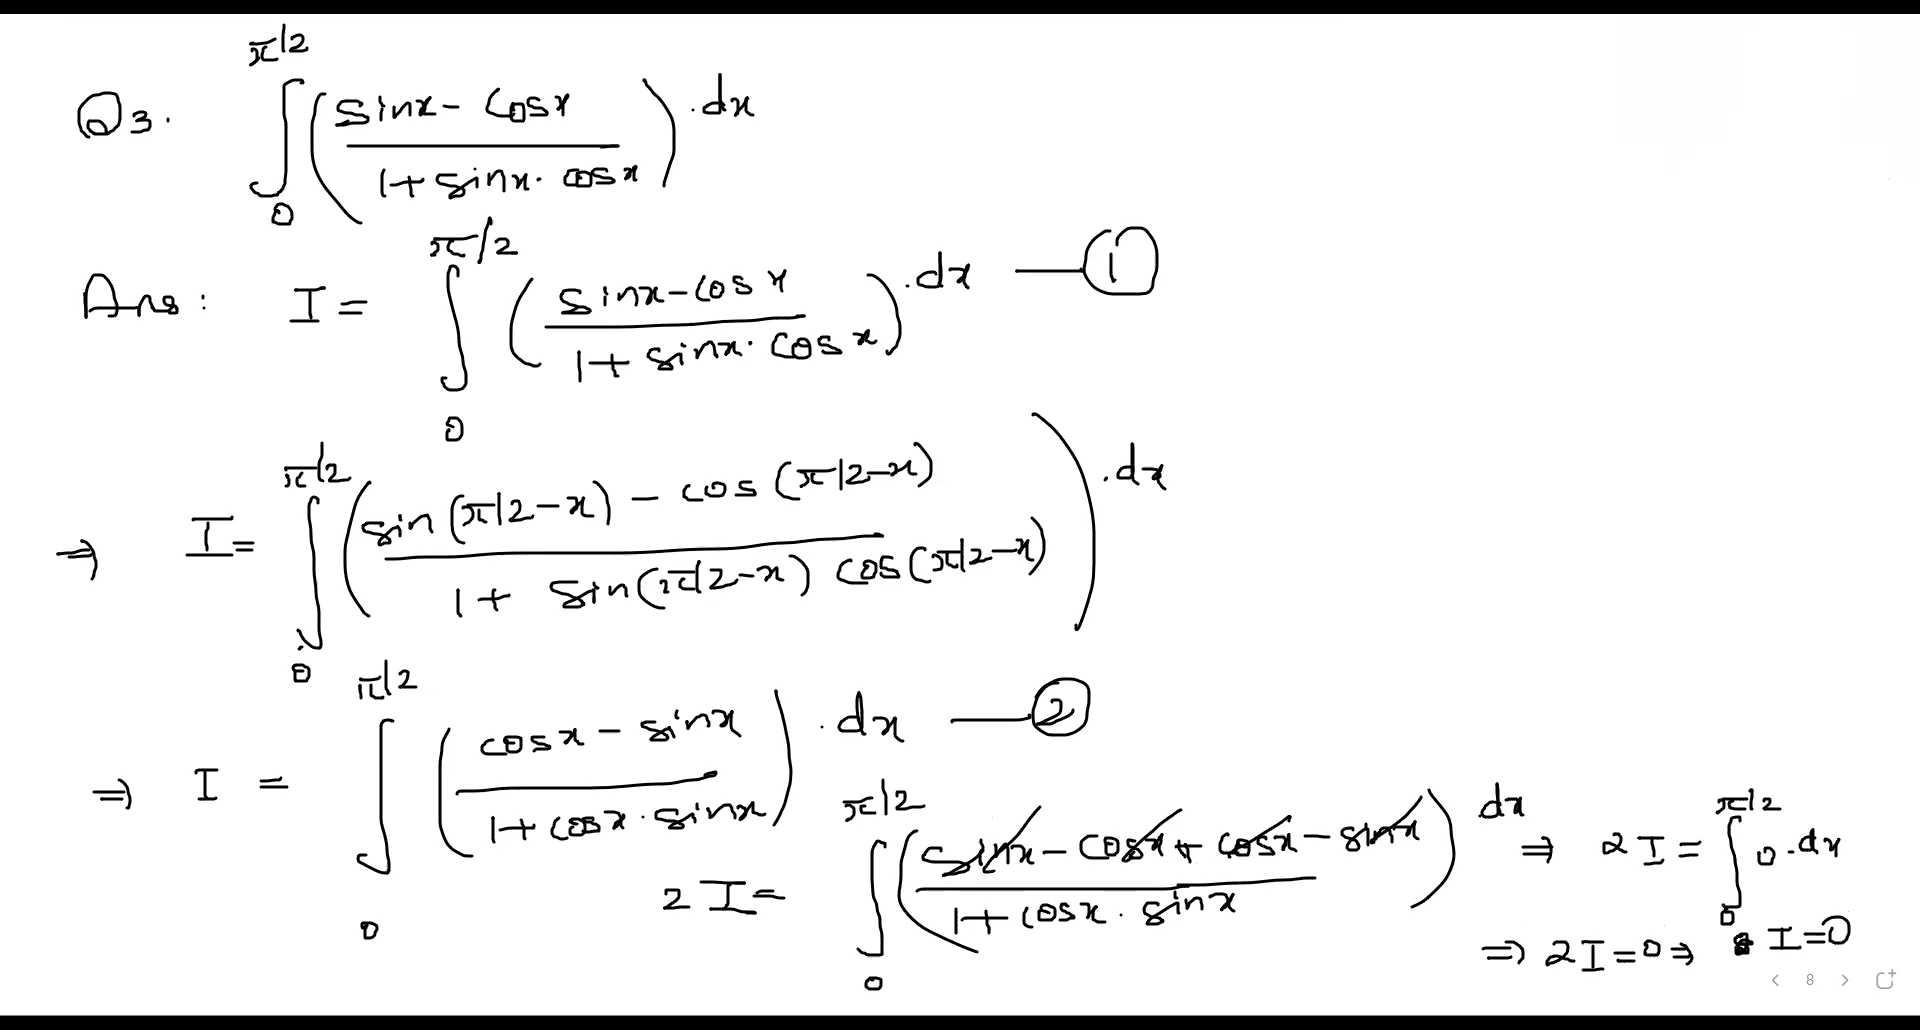 Q3. ∫₀^{π/2} ( (sinx - cosx) / (1 + sinx · cosx) ) .dx
Ans: I = ∫₀^{π/2} ( (sinx - cosx) / (1 + sinx · cosx) ) .dx — ①
⇒ I = ∫₀^{π/2} ( (sin(π/2-x) - cos(π/2-x)) / (1 + sin(π/2-x) cos(π/2-x)) ) .dx
⇒ I = ∫₀^{π/2} ( (cosx - sinx) / (1 + cosx · sinx) ) .dx — ②
2I = ∫₀^{π/2} ( (sinx - cosx + cosx - sinx) / (1 + cosx · sinx) ) dx ⇒ 2I = ∫₀^{π/2} 0 .dx
⇒ 2I = 0 ⇒ I = 0
< 8 >